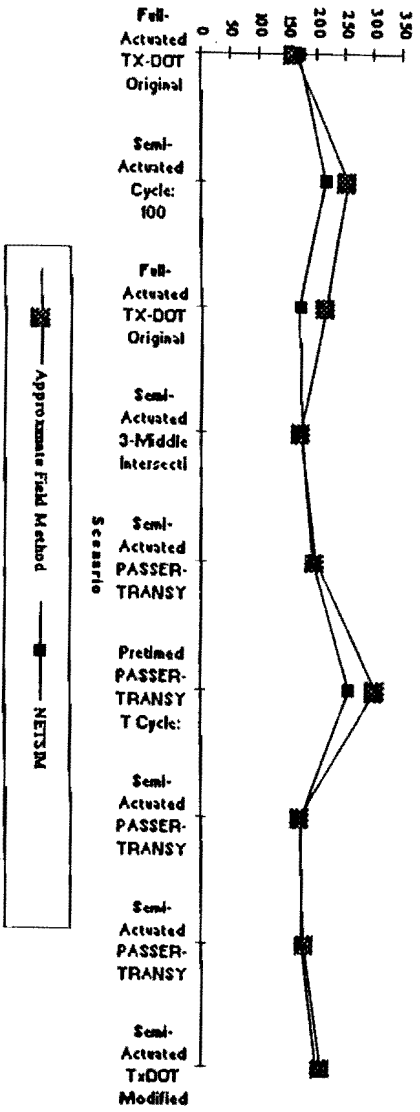 350
300
250
200
150
100
50
0
Full-
Actuated
TX-DOT
Original
Semi-
Actuated
Cycle:
100
Full-
Actuated
TX-DOT
Original
Semi-
Actuated
3-Middle
Intersecti
Semi-
Actuated
PASSER-
TRANSY
Pretimed
PASSER-
TRANSY
T Cycle:
Semi-
Actuated
PASSER-
TRANSY
Semi-
Actuated
PASSER-
TRANSY
Semi-
Actuated
TxDOT
Modified
Scenario
Approximate Field Method
NETSIM